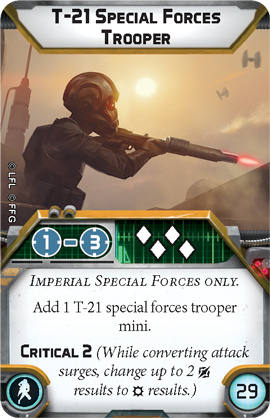 T-21 Special Forces
Trooper
© LFL © FFG
1 – 3
Imperial Special Forces only.
Add 1 T-21 special forces trooper
mini.
Critical 2 (While converting attack
surges, change up to 2
results to results.)
29